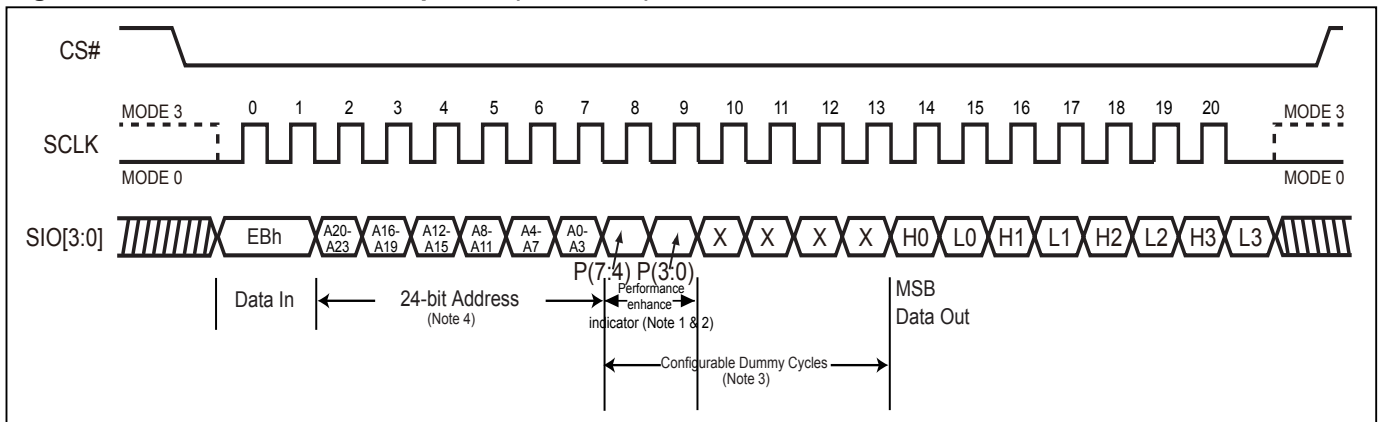 CS#
MODE 3
0 1 2 3 4 5 6 7 8 9 10 11 12 13 14 15 16 17 18 19 20
MODE 3
SCLK
MODE 0
MODE 0
SIO[3:0]
EBh
A20-
A23
A16-
A19
A12-
A15
A8-
A11
A4-
A7
A0-
A3
X X X X H0 L0 H1 L1 H2 L2 H3 L3
P(7:4) P(3:0)
Data In
24-bit Address
(Note 4)
Performance
enhance
indicator (Note 1 & 2)
MSB
Data Out
Configurable Dummy Cycles
(Note 3)